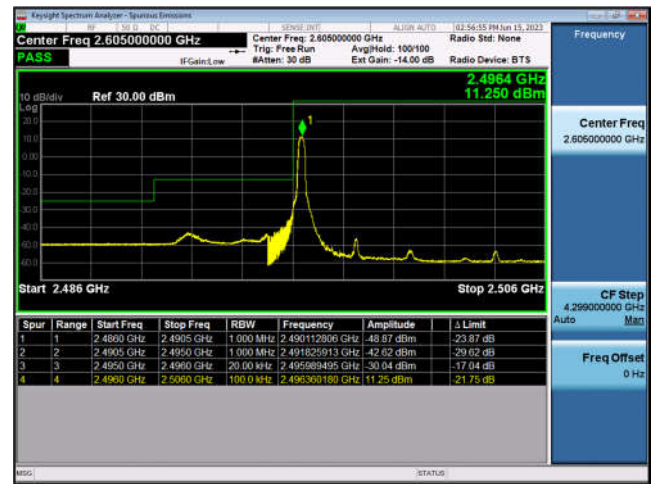 Keysight Spectrum Analyzer - Spurious Emissions
RF 50 Ω DC SENSE:INT ALIGN AUTO 02:56:55 PM Jun 15, 2023
Center Freq 2.605000000 GHz Center Freq: 2.605000000 GHz Radio Std: None
Trig: Free Run Avg|Hold: 100/100
PASS IFGain:Low #Atten: 30 dB Ext Gain: -14.00 dB Radio Device: BTS
2.4964 GHz
11.250 dBm
10 dB/div Ref 30.00 dBm
Log
20.0
10.0
0.00
-10.0
-20.0
-30.0
-40.0
-50.0
-60.0
1
Start 2.486 GHz Stop 2.506 GHz
Spur Range Start Freq Stop Freq RBW Frequency Amplitude Δ Limit
1 1 2.4860 GHz 2.4905 GHz 1.000 MHz 2.490112806 GHz -48.87 dBm -23.87 dB
2 2 2.4905 GHz 2.4950 GHz 1.000 MHz 2.491825913 GHz -42.62 dBm -29.62 dB
3 3 2.4950 GHz 2.4960 GHz 20.00 kHz 2.495989495 GHz -30.04 dBm -17.04 dB
4 4 2.4960 GHz 2.5060 GHz 100.0 kHz 2.496360180 GHz 11.25 dBm -21.75 dB
MSG STATUS
Frequency
Center Freq
2.605000000 GHz
CF Step
4.299000000 GHz
Auto Man
Freq Offset
0 Hz